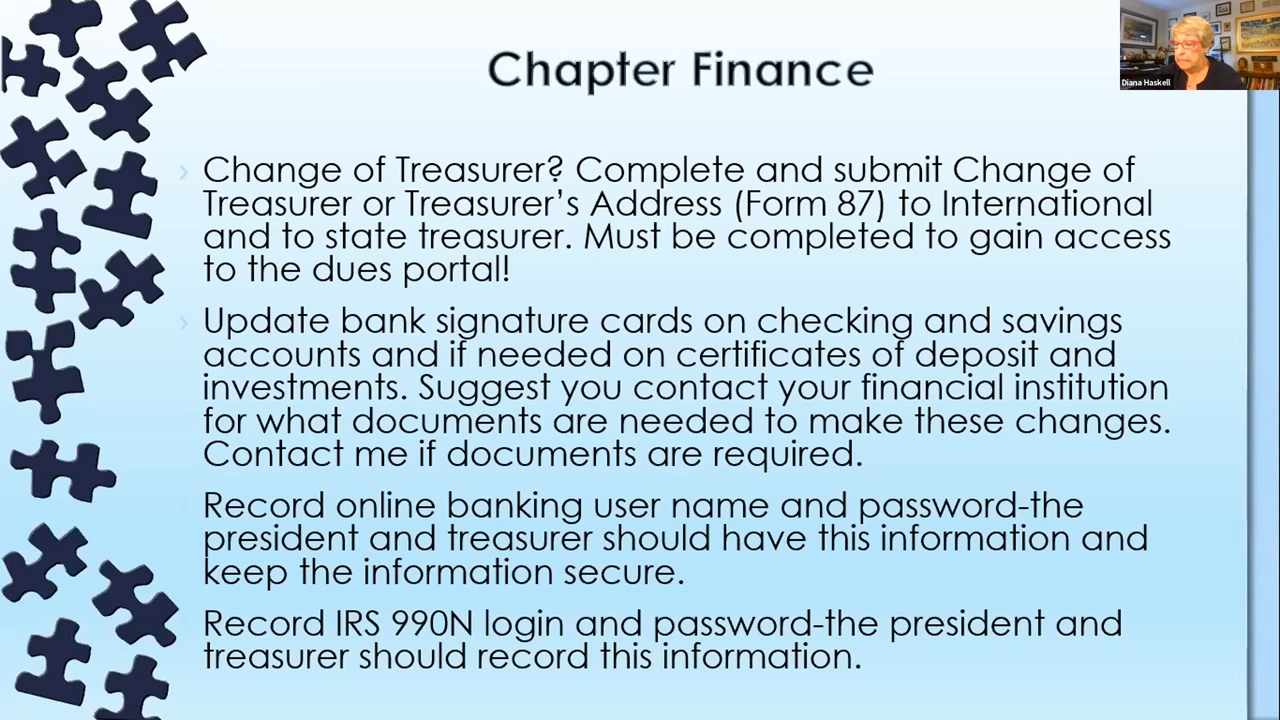 Chapter Finance
Diana Haskell
Change of Treasurer? Complete and submit Change of
Treasurer or Treasurer’s Address (Form 87) to International
and to state treasurer. Must be completed to gain access
to the dues portal!
Update bank signature cards on checking and savings
accounts and if needed on certificates of deposit and
investments. Suggest you contact your financial institution
for what documents are needed to make these changes.
Contact me if documents are required.
Record online banking user name and password-the
president and treasurer should have this information and
keep the information secure.
Record IRS 990N login and password-the president and
treasurer should record this information.